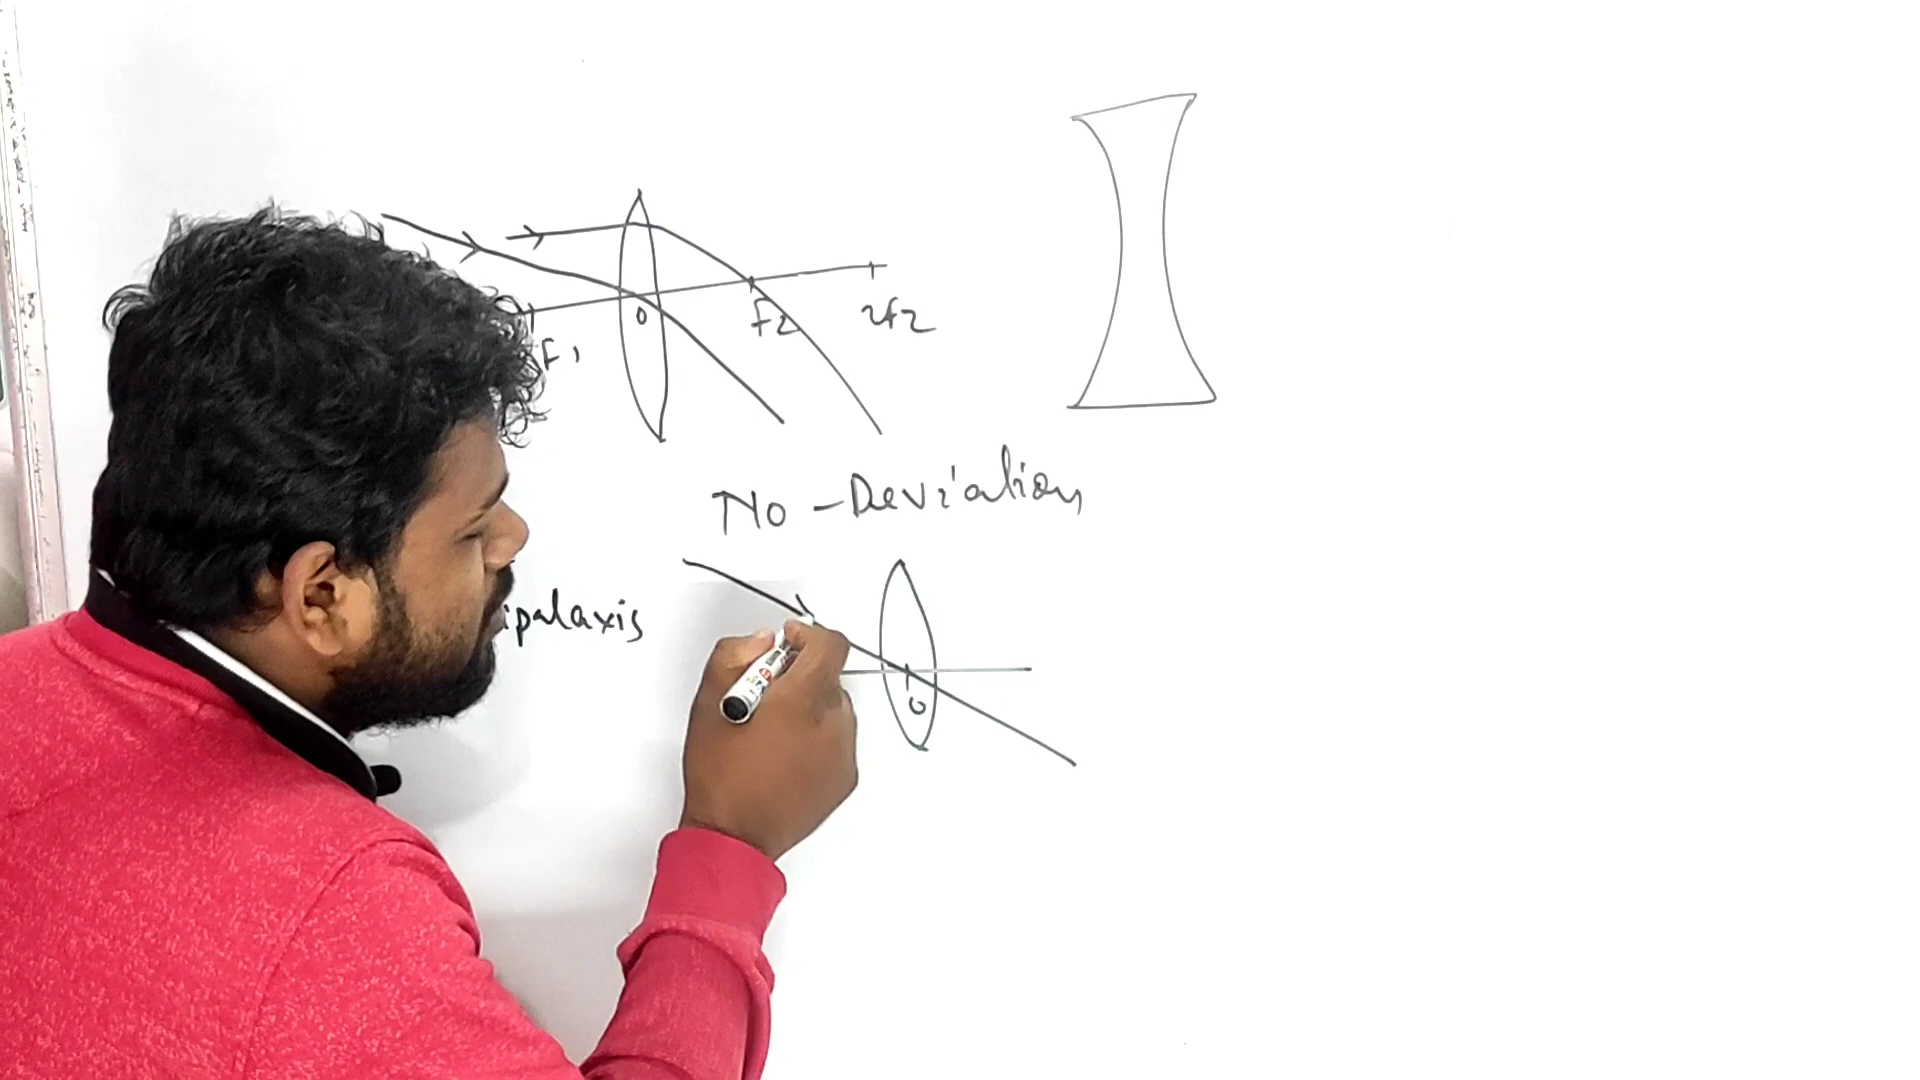 O
F1
F2
2F2
No - Deviation
ipalaxis
O